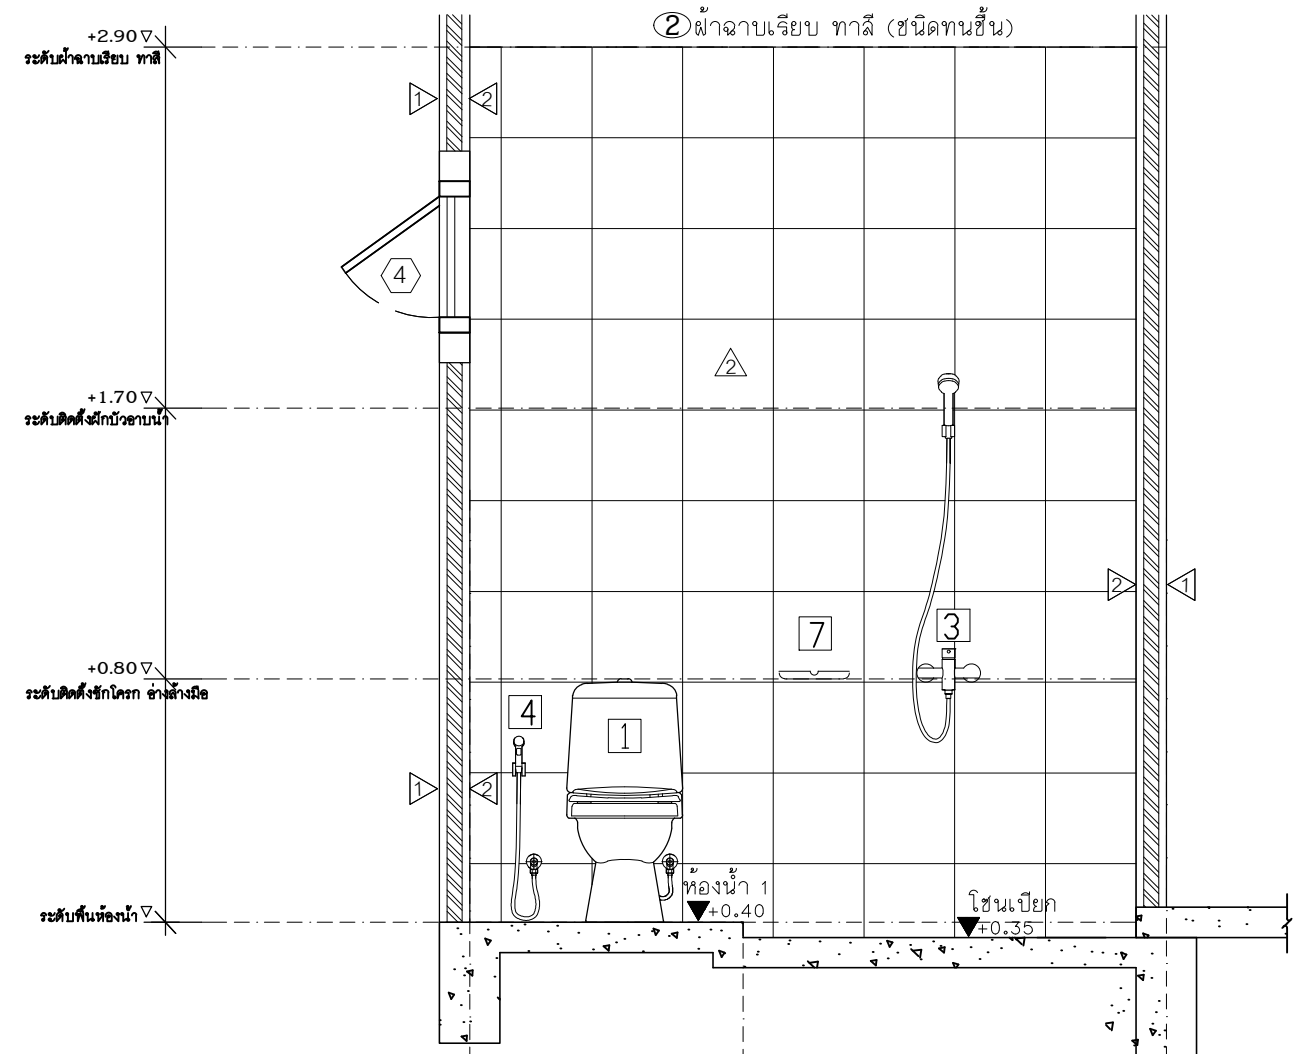 ② ฝ้าฉาบเรียบ ทาสี (ชนิดทนชื้น)
+2.90
ระดับฝ้าฉาบเรียบ ทาสี
1 2
4
2
+1.70
ระดับติดตั้งฝักบัวอาบน้ำ
2 1
7 3
+0.80
ระดับติดตั้งชักโครก อ่างล้างมือ
4 1
1 2
ห้องน้ำ 1
+0.40
โซนเปียก
+0.35
ระดับพื้นห้องน้ำ